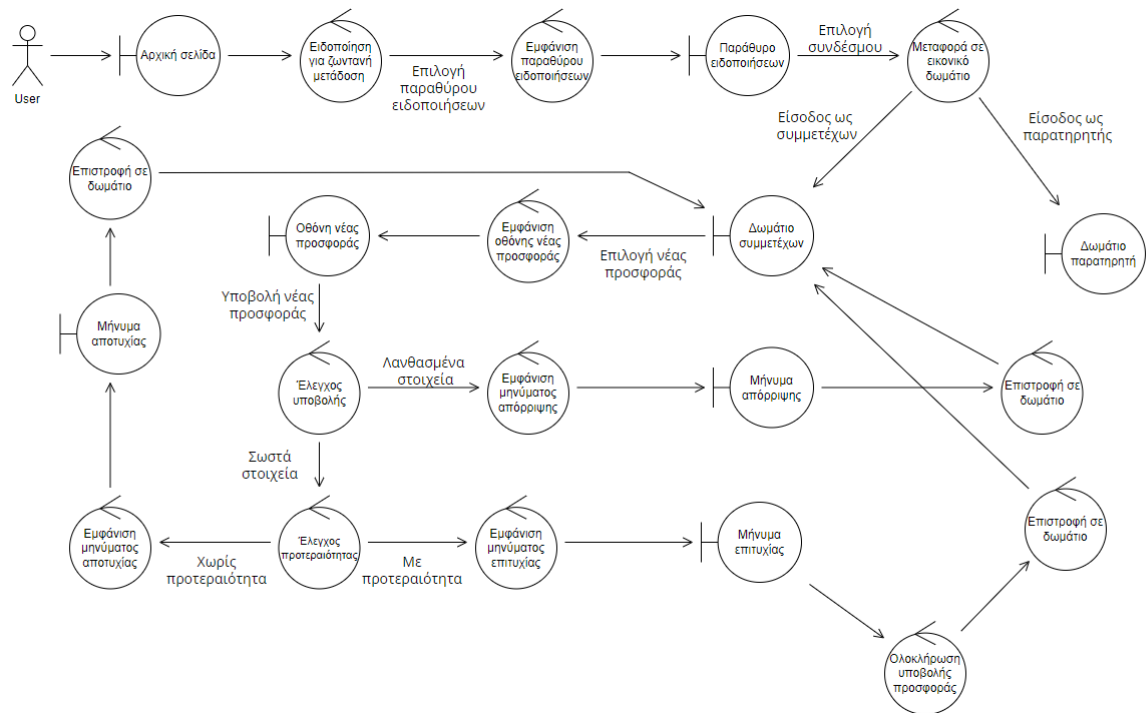 User
Αρχική σελίδα
Ειδοποίηση
για ζωντανή
μετάδοση
Επιλογή
παραθύρου
ειδοποιήσεων
Εμφάνιση
παραθύρου
ειδοποιήσεων
Παράθυρο
ειδοποιήσεων
Επιλογή
συνδέσμου
Μεταφορά σε
εικονικό
δωμάτιο
Είσοδος ως
συμμετέχων
Είσοδος ως
παρατηρητής
Επιστροφή σε
δωμάτιο
Οθόνη νέας
προσφοράς
Εμφάνιση
οθόνης νέας
προσφοράς
Επιλογή νέας
προσφοράς
Δωμάτιο
συμμετέχων
Δωμάτιο
παρατηρητή
Υποβολή νέας
προσφοράς
Μήνυμα
αποτυχίας
Έλεγχος
υποβολής
Λανθασμένα
στοιχεία
Εμφάνιση
μηνύματος
απόρριψης
Μήνυμα
απόρριψης
Επιστροφή σε
δωμάτιο
Σωστά
στοιχεία
Εμφάνιση
μηνύματος
αποτυχίας
Χωρίς
προτεραιότητα
Έλεγχος
προτεραιότητας
Με
προτεραιότητα
Εμφάνιση
μηνύματος
επιτυχίας
Μήνυμα
επιτυχίας
Επιστροφή σε
δωμάτιο
Ολοκλήρωση
υποβολής
προσφοράς